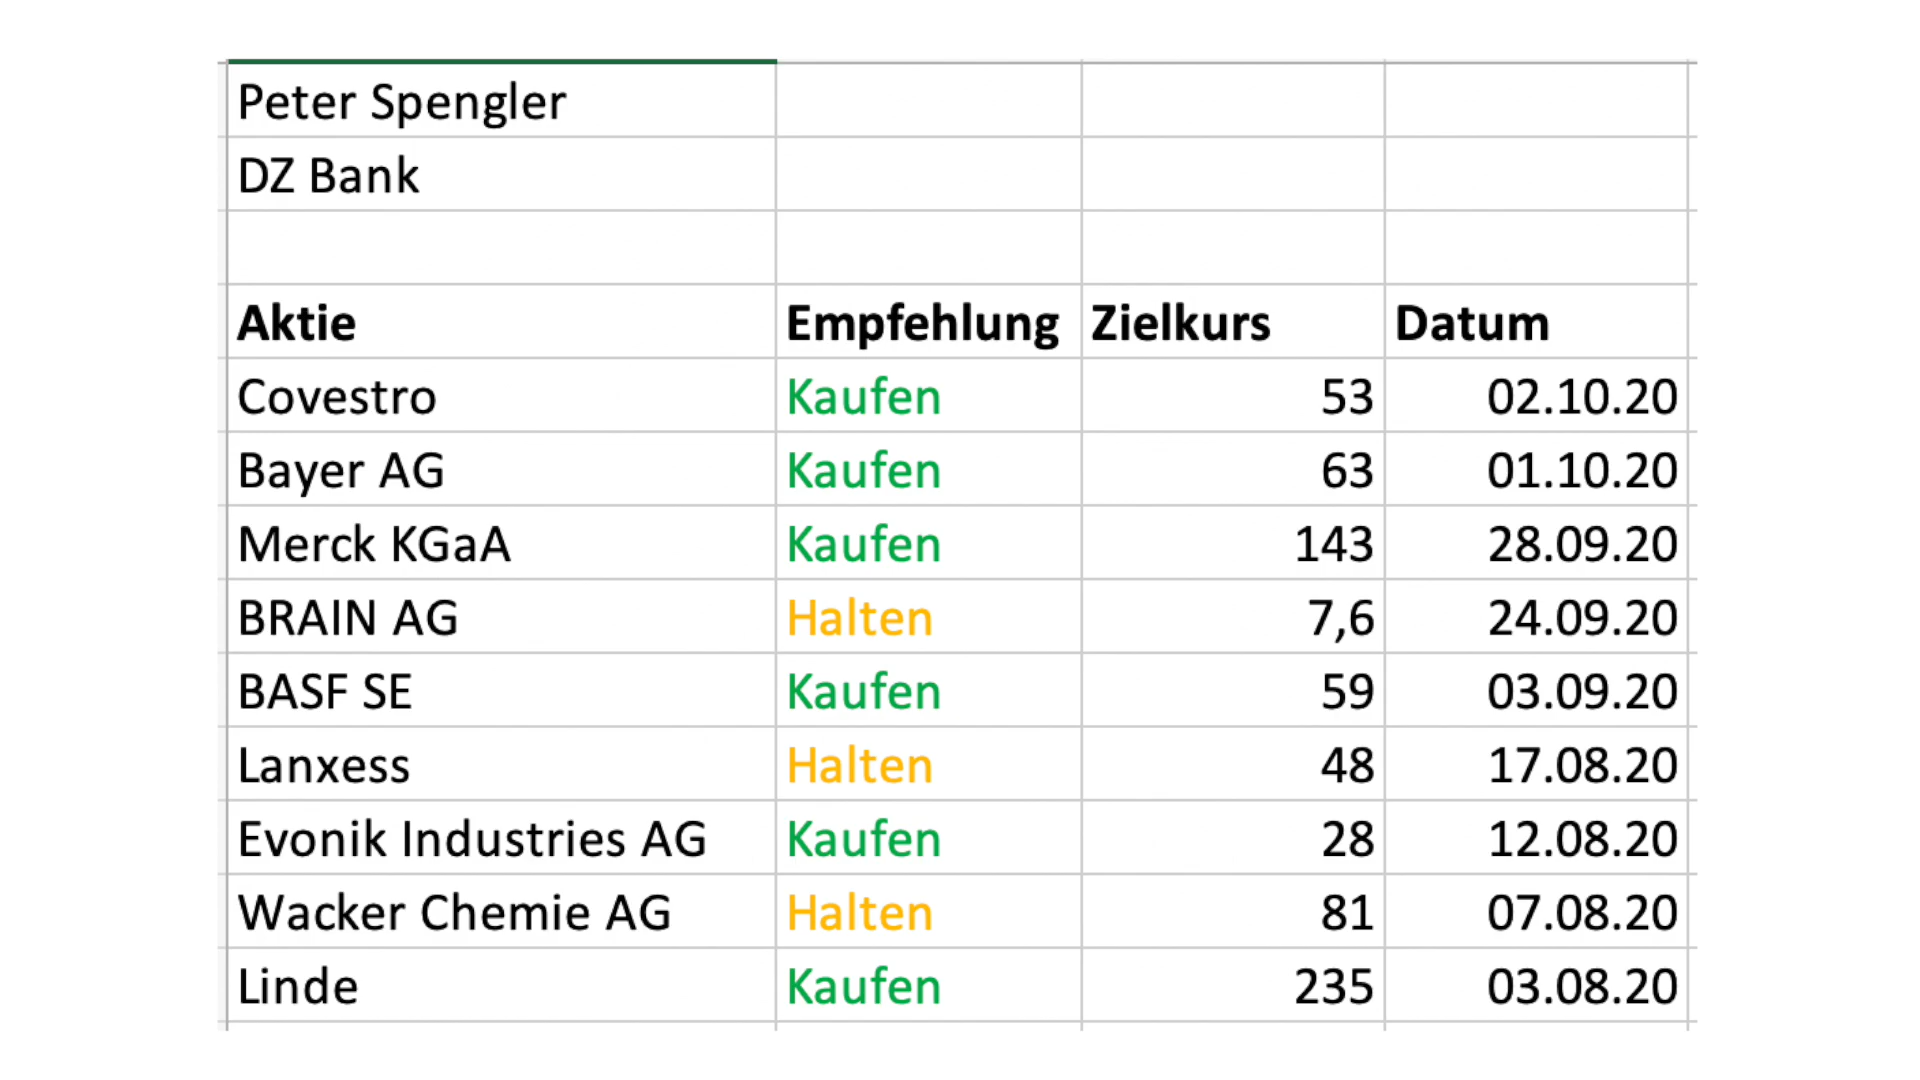 Peter Spengler
DZ Bank
Aktie Empfehlung Zielkurs Datum
Covestro Kaufen 53 02.10.20
Bayer AG Kaufen 63 01.10.20
Merck KGaA Kaufen 143 28.09.20
BRAIN AG Halten 7,6 24.09.20
BASF SE Kaufen 59 03.09.20
Lanxess Halten 48 17.08.20
Evonik Industries AG Kaufen 28 12.08.20
Wacker Chemie AG Halten 81 07.08.20
Linde Kaufen 235 03.08.20